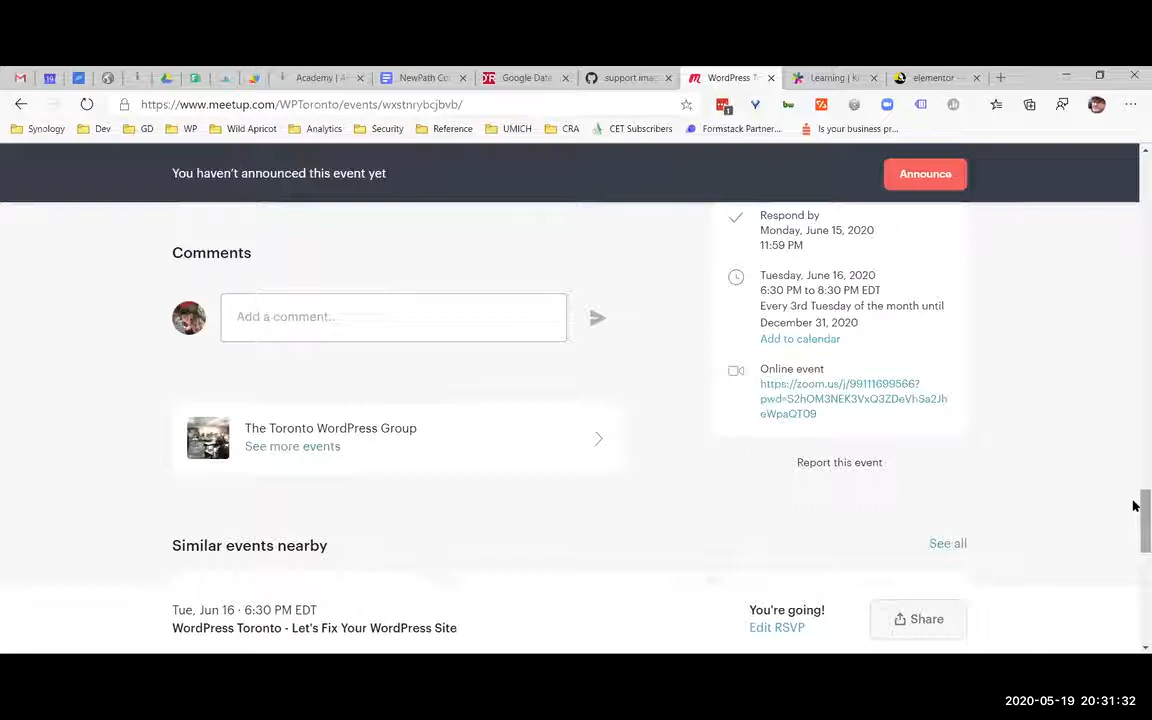 Academy | A
NewPath Co
Google Date
support imac
WordPress T
Learning | K
elementor
https://www.meetup.com/WPToronto/events/wxstnrybcjbvb/
Synology
Dev
GD
WP
Wild Apricot
Analytics
Security
Reference
UMICH
CRA
CET Subscribers
Formstack Partner...
Is your business pr...
You haven't announced this event yet
Announce
Respond by
Monday, June 15, 2020
11:59 PM
Comments
Add a comment...
Tuesday, June 16, 2020
6:30 PM to 8:30 PM EDT
Every 3rd Tuesday of the month until
December 31, 2020
Add to calendar
Online event
https://zoom.us/j/99111699566?
pwd=S2hOM3NEK3VxQ3ZDeVhSa2Jh
eWpaQT09
The Toronto WordPress Group
See more events
Report this event
Similar events nearby
See all
Tue, Jun 16 · 6:30 PM EDT
WordPress Toronto - Let's Fix Your WordPress Site
You're going!
Edit RSVP
Share
2020-05-19 20:31:32